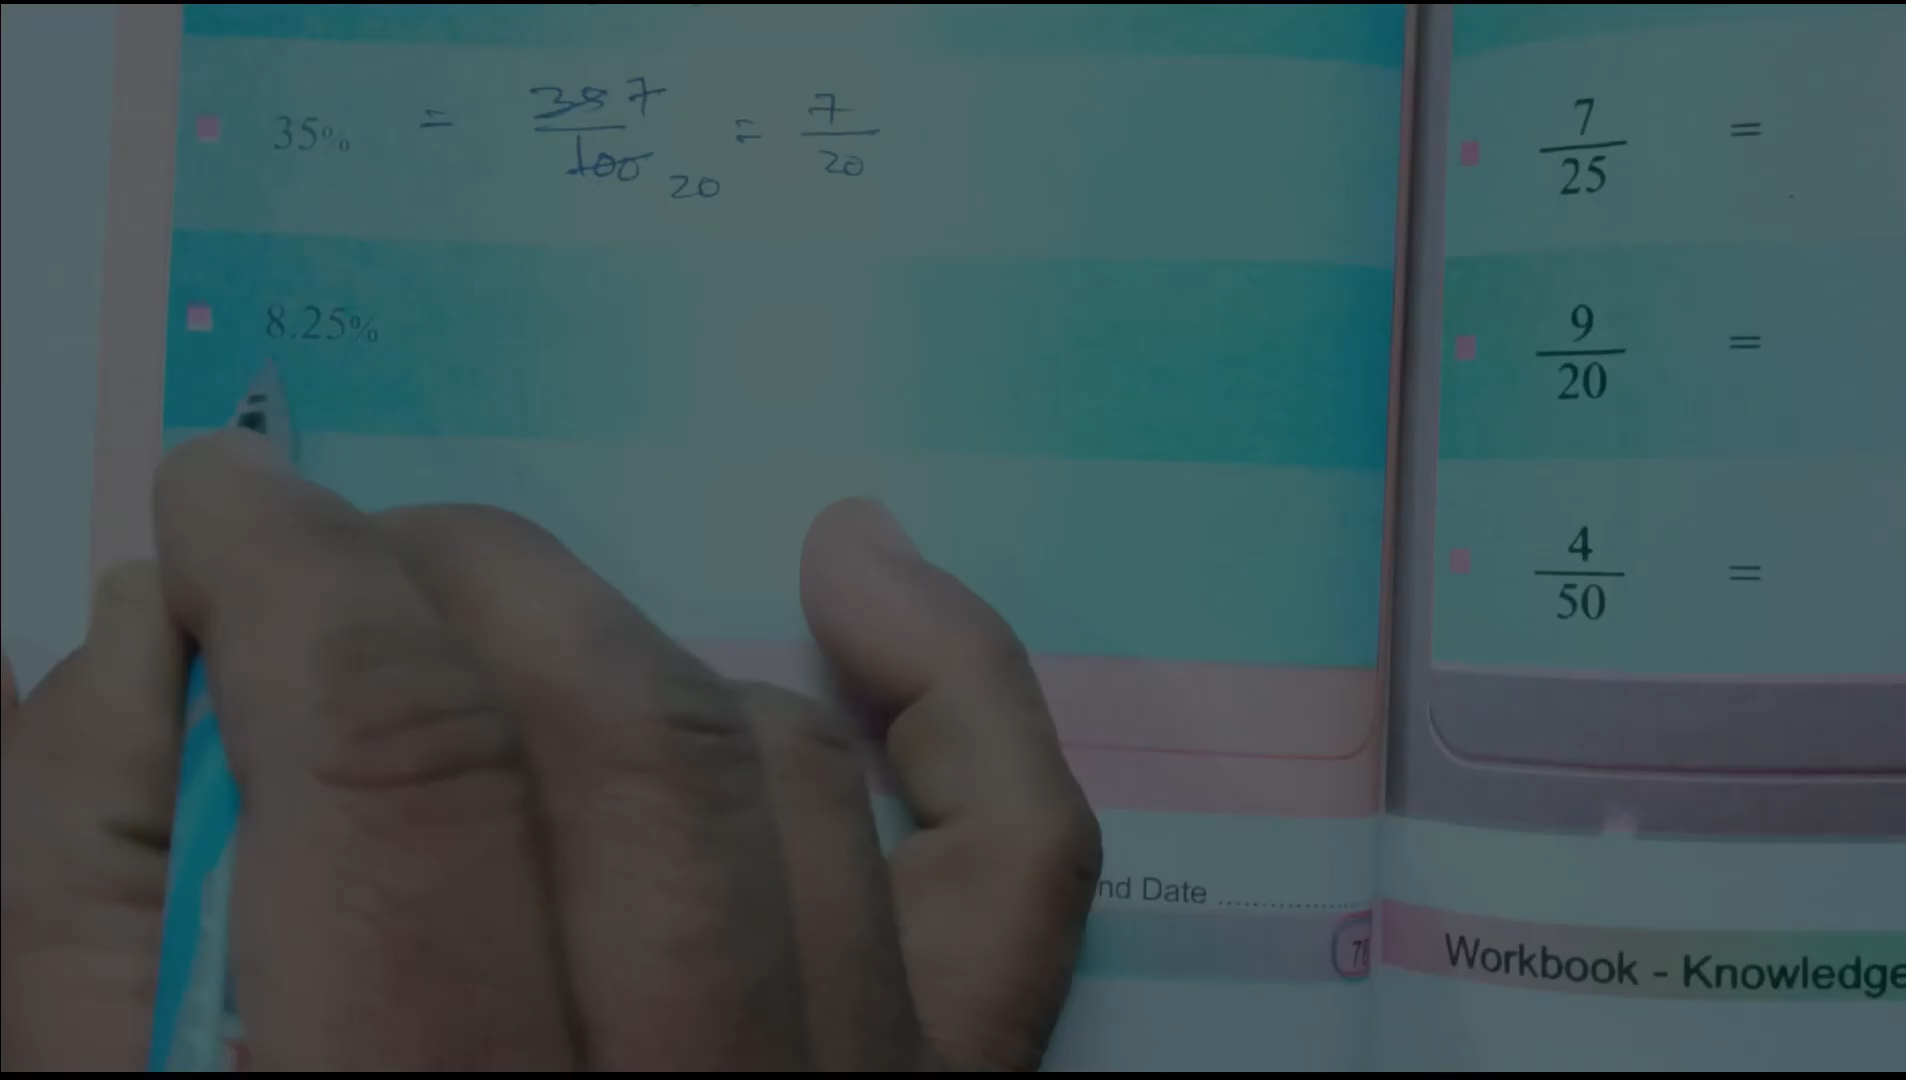 35% = 35 7 / 100 20 = 7 / 20
8.25%
nd Date ....................
7 / 25 =
9 / 20 =
4 / 50 =
Workbook - Knowledge